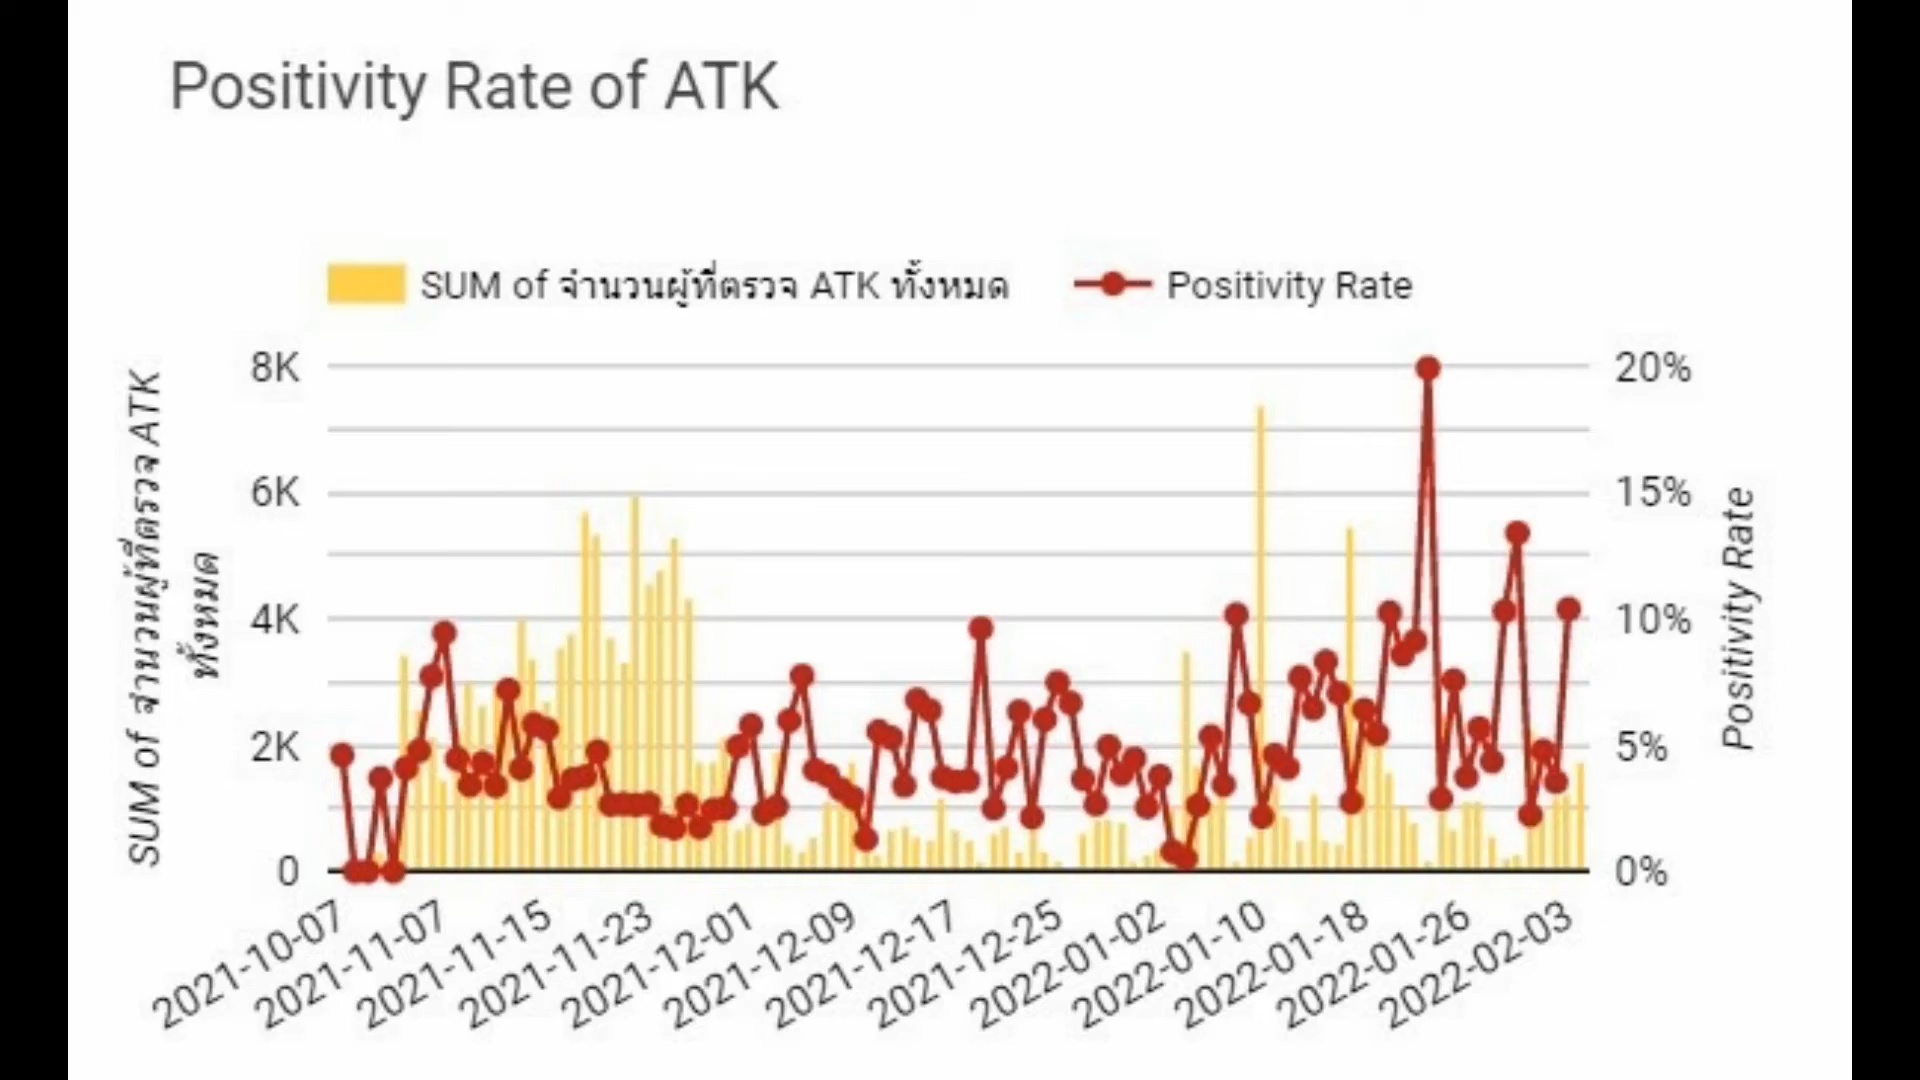 Positivity Rate of ATK
SUM of จำนวนผู้ที่ตรวจ ATK ทั้งหมด
Positivity Rate
SUM of จำนวนผู้ที่ตรวจ ATK
ทั้งหมด
8K
6K
4K
2K
0
20%
15%
10%
5%
0%
Positivity Rate
2021-10-07
2021-11-07
2021-11-15
2021-11-23
2021-12-01
2021-12-09
2021-12-17
2021-12-25
2022-01-02
2022-01-10
2022-01-18
2022-01-26
2022-02-03